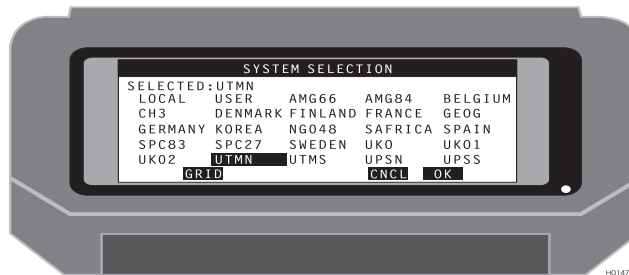 SYSTEM SELECTION
SELECTED:UTMN
LOCAL USER AMG66 AMG84 BELGIUM
CH3 DENMARK FINLAND FRANCE GEOG
GERMANY KOREA NGO48 SAFRICA SPAIN
SPC83 SPC27 SWEDEN UKO UKO1
UKO2 UTMN UTMS UPSN UPSS
GRID CNCL OK
H0147